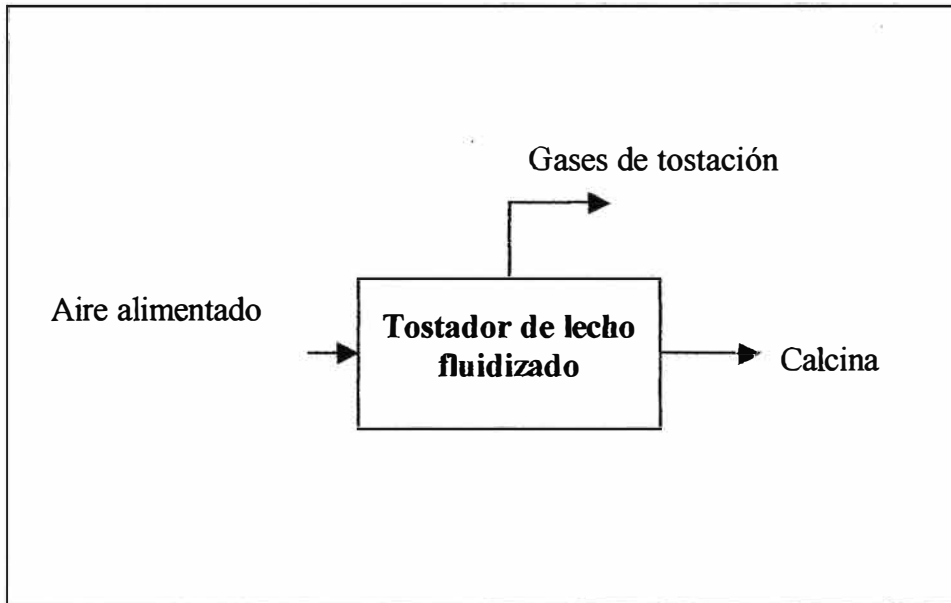 Gases de tostación
Aire alimentado
Tostador de lecho
fluidizado
Calcina